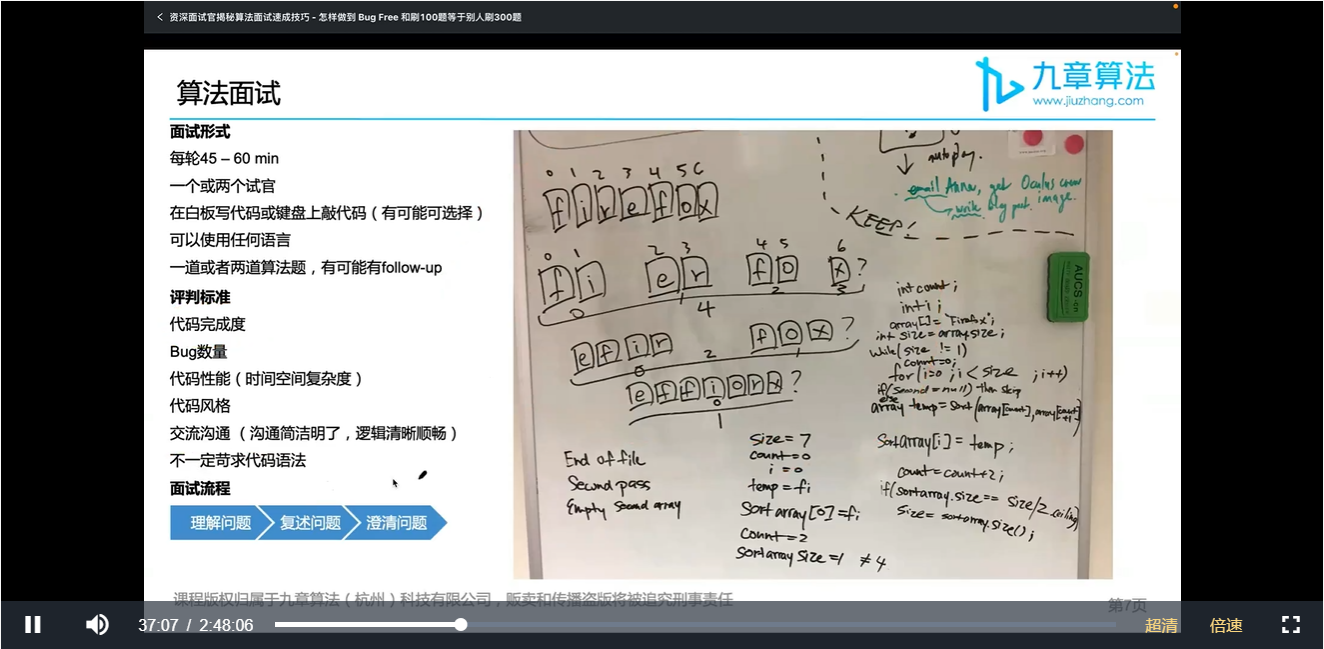 < 资深面试官揭秘算法面试速成技巧 - 怎样做到 Bug Free 和刷100题等于别人刷300题
算法面试
九章算法
www.jiuzhang.com
面试形式
每轮45 – 60 min
一个或两个试官
在白板写代码或键盘上敲代码（有可能可选择）
可以使用任何语言
一道或者两道算法题，有可能有follow-up
评判标准
代码完成度
Bug数量
代码性能（时间空间复杂度）
代码风格
交流沟通 （沟通简洁明了，逻辑清晰顺畅）
不一定苛求代码语法
面试流程
理解问题
复述问题
澄清问题
0 1 2 3 4 5 6
f i r e f o x
0 1 2 3 4 5 6
f i e r f o x ?
0 1 2 3
4
e f i r f o x ?
0 2 1
e f f i o r x ?
0
1
End of file
Second pass
Empty second array
size = 7
count = 0
i = 0
temp = fi
Sort array [0] = fi
count = 2
Sortarray size = 1 ≠ 4
autoplay.
email Anna, get Oculus
write blog post. image.
KEEP!
AUCS
int count ;
int i ;
array[] = "Firefox";
int size = array size ;
while (size != 1)
count = 0;
for (i=0 ; i < size ; i++)
if (second = null) then skip
else
array temp = sort (array[count], array[count+1])
Sortarray[i] = temp ;
count = count+2 ;
if (sortarray.size == size/2 ceiling)
size = sortarray.size() ;
课程版权归属于九章算法（杭州）科技有限公司，贩卖和传播盗版将被追究刑事责任
第7页
37:07 / 2:48:06
超清
倍速